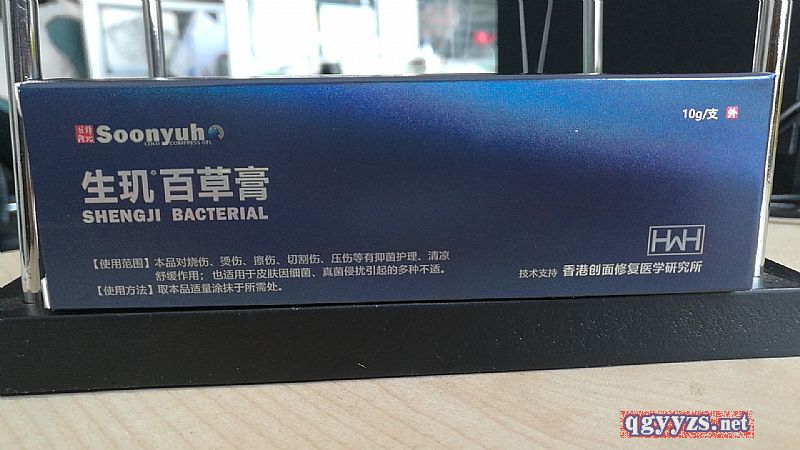 Soonyuh
COLD COMPRESS GEL
10g/支 外
生玑®百草膏
SHENGJI BACTERIAL
【使用范围】本品对烧伤、烫伤、擦伤、切割伤、压伤等有抑菌护理、清凉
舒缓作用；也适用于皮肤因细菌、真菌侵扰引起的多种不适。
【使用方法】取本品适量涂抹于所需处。
HWH
技术支持 香港创面修复医学研究所
qgyyzs.net